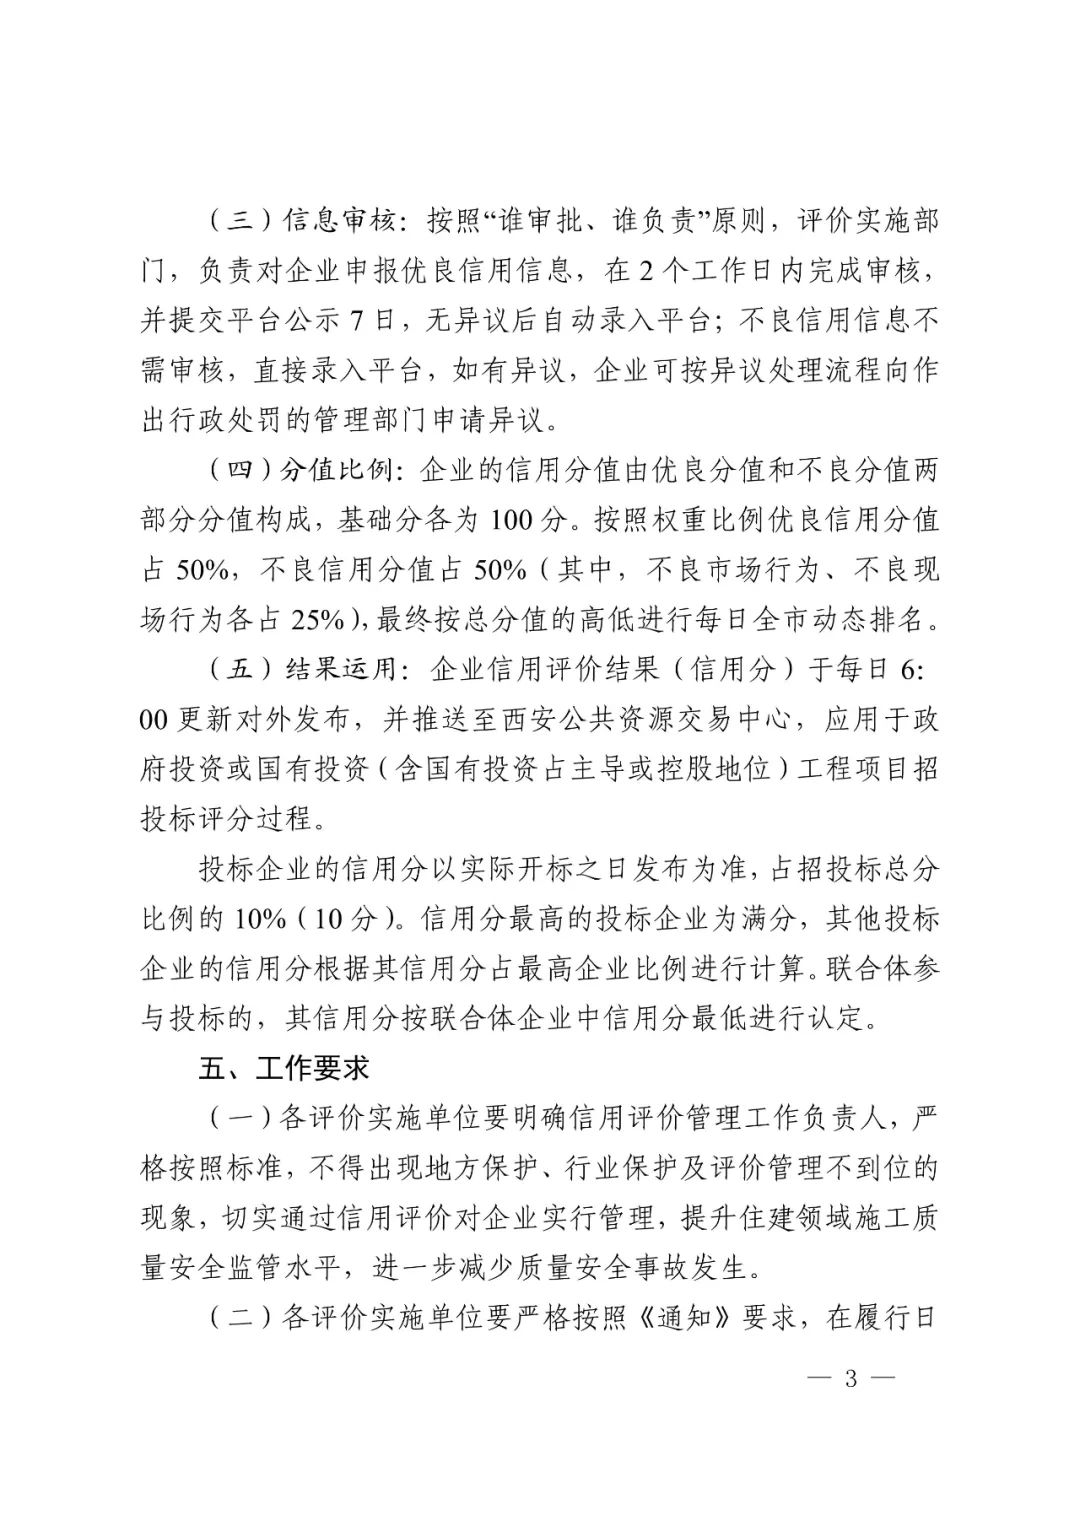 （三）信息审核：按照“谁审批、谁负责”原则，评价实施部
门，负责对企业申报优良信用信息，在 2 个工作日内完成审核，
并提交平台公示 7 日，无异议后自动录入平台；不良信用信息不
需审核，直接录入平台，如有异议，企业可按异议处理流程向作
出行政处罚的管理部门申请异议。
（四）分值比例：企业的信用分值由优良分值和不良分值两
部分分值构成，基础分各为 100 分。按照权重比例优良信用分值
占 50%，不良信用分值占 50%（其中，不良市场行为、不良现
场行为各占 25%），最终按总分值的高低进行每日全市动态排名。
（五）结果运用：企业信用评价结果（信用分）于每日 6：
00 更新对外发布，并推送至西安公共资源交易中心，应用于政
府投资或国有投资（含国有投资占主导或控股地位）工程项目招
投标评分过程。
投标企业的信用分以实际开标之日发布为准，占招投标总分
比例的 10%（10 分）。信用分最高的投标企业为满分，其他投标
企业的信用分根据其信用分占最高企业比例进行计算。联合体参
与投标的，其信用分按联合体企业中信用分最低进行认定。
五、工作要求
（一）各评价实施单位要明确信用评价管理工作负责人，严
格按照标准，不得出现地方保护、行业保护及评价管理不到位的
现象，切实通过信用评价对企业实行管理，提升住建领域施工质
量安全监管水平，进一步减少质量安全事故发生。
（二）各评价实施单位要严格按照《通知》要求，在履行日
— 3 —